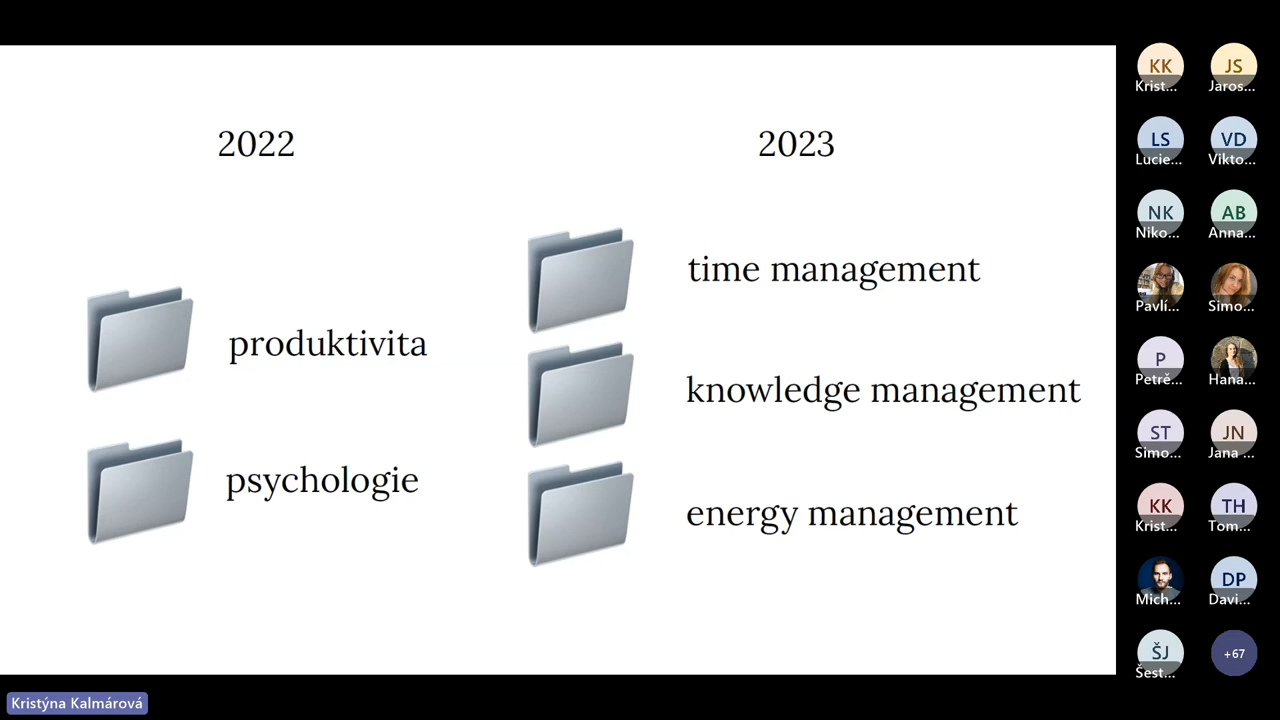 2022
2023
produktivita
psychologie
time management
knowledge management
energy management
KK
Krist...
JS
Jaros...
LS
Lucie...
VD
Vikto...
NK
Niko...
AB
Anna...
Pavlí...
Simo...
P
Petrě...
Hana...
ST
Simo...
JN
Jana ...
KK
Krist...
TH
Tom...
Mich...
DP
Davi...
ŠJ
Šest...
+67
Kristýna Kalmárová